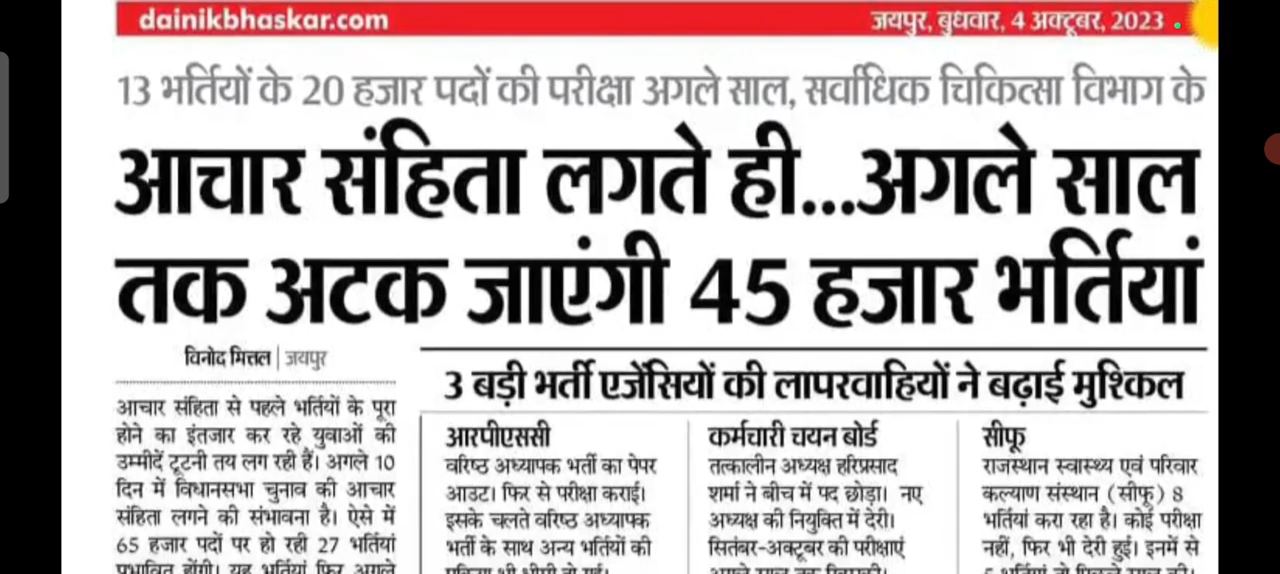 dainikbhaskar.com
जयपुर, बुधवार, 4 अक्टूबर, 2023
13 भर्तियों के 20 हजार पदों की परीक्षा अगले साल, सर्वाधिक चिकित्सा विभाग के
आचार संहिता लगते ही...अगले साल
तक अटक जाएंगी 45 हजार भर्तियां
विनोद मित्तल | जयपुर
आचार संहिता से पहले भर्तियों के पूरा
होने का इंतजार कर रहे युवाओं की
उम्मीदें टूटनी तय लग रही हैं। अगले 10
दिन में विधानसभा चुनाव की आचार
संहिता लगने की संभावना है। ऐसे में
65 हजार पदों पर हो रही 27 भर्तियां
प्रभावित होंगी। यह भर्तियां फिर अगले
3 बड़ी भर्ती एजेंसियों की लापरवाहियों ने बढ़ाई मुश्किल
आरपीएससी
वरिष्ठ अध्यापक भर्ती का पेपर
आउट। फिर से परीक्षा कराई।
इसके चलते वरिष्ठ अध्यापक
भर्ती के साथ अन्य भर्तियों की
कर्मचारी चयन बोर्ड
तत्कालीन अध्यक्ष हरिप्रसाद
शर्मा ने बीच में पद छोड़ा। नए
अध्यक्ष की नियुक्ति में देरी।
सितंबर-अक्टूबर की परीक्षाएं
सीफू
राजस्थान स्वास्थ्य एवं परिवार
कल्याण संस्थान (सीफू) 8
भर्तियां करा रहा है। कोई परीक्षा
नहीं, फिर भी देरी हुई। इनमें से